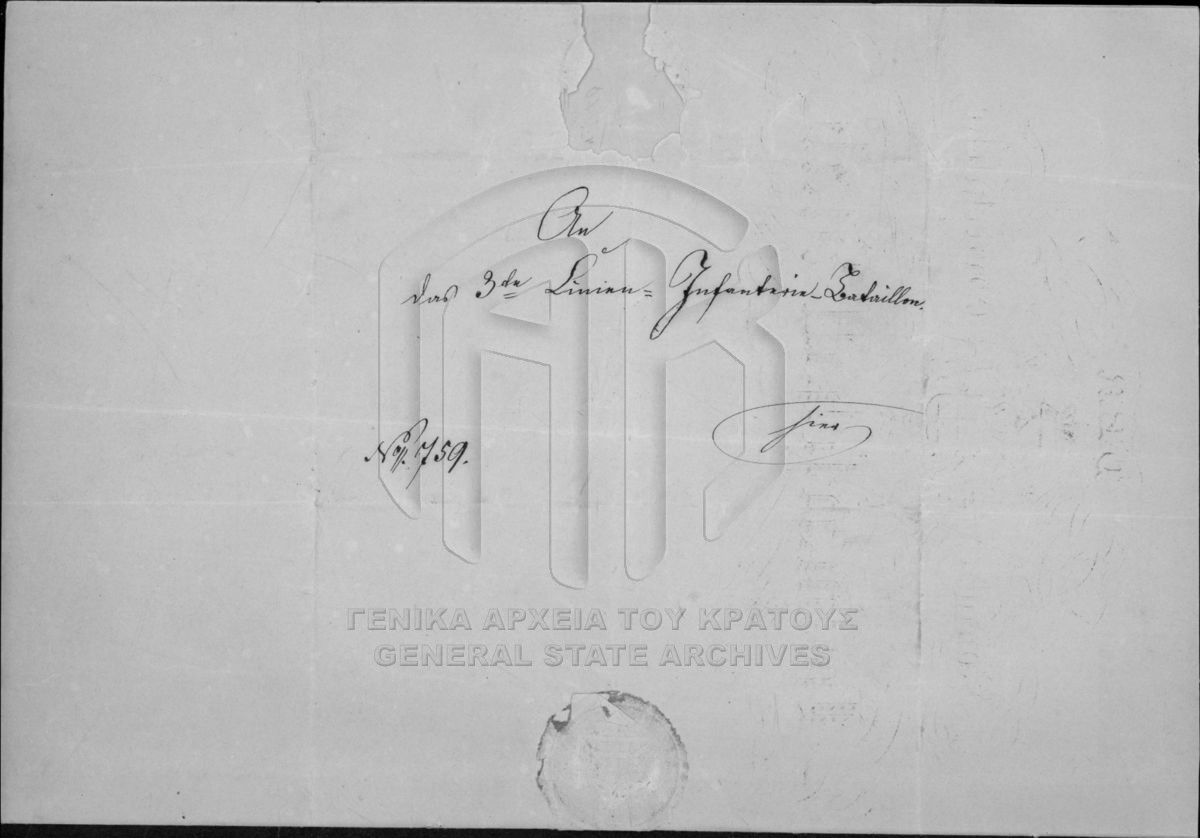 An
das 3te Linien= Infanterie-Bataillon.
hier
No. 759.
ΓΕΝΙΚΑ ΑΡΧΕΙΑ ΤΟΥ ΚΡΑΤΟΥΣ
GENERAL STATE ARCHIVES